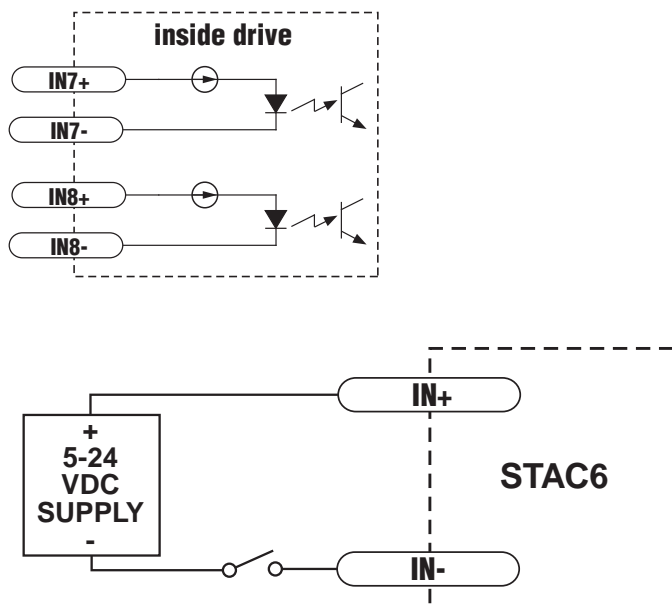 inside drive
IN7+
IN7-
IN8+
IN8-
IN+
+
5-24
VDC
SUPPLY
-
STAC6
IN-